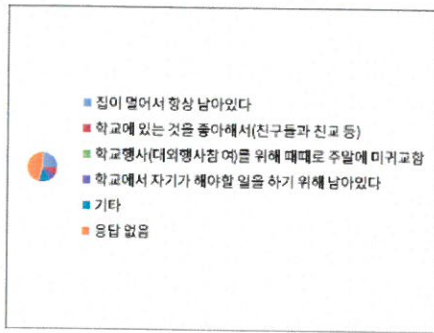 집이 멀어서 항상 남아있다
학교에 있는 것을 좋아해서(친구들과 친교 등)
학교행사(대외행사참 여)를 위해 때때로 주말에 미귀교함
학교에서 자기가 해야할 일을 하기 위해 남아있다
기타
응답 없음